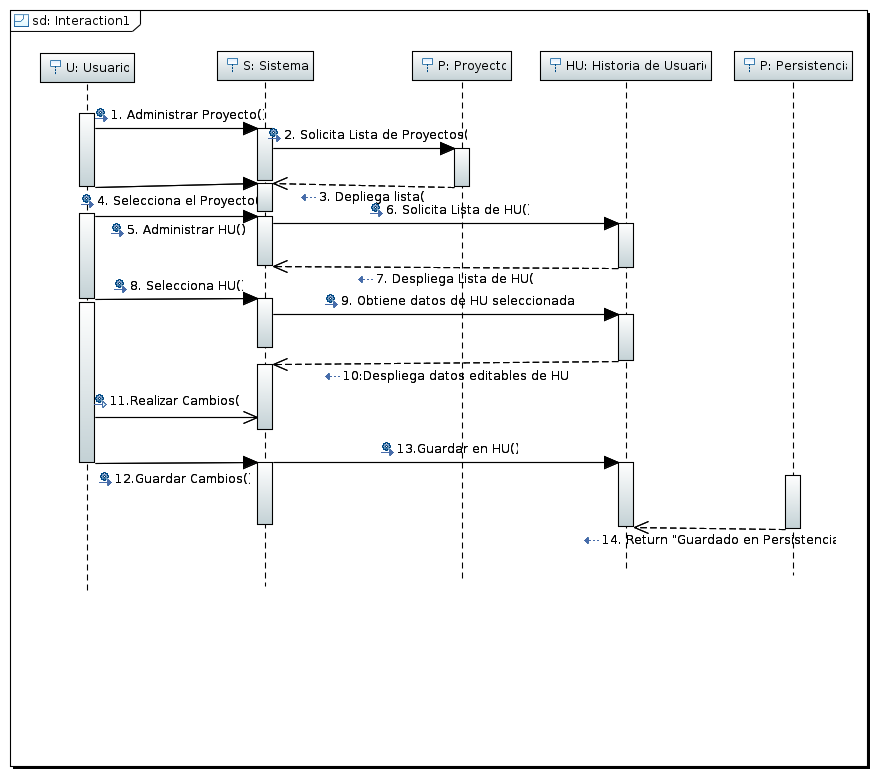 sd: Interaction1
U: Usuario
S: Sistema
P: Proyecto
HU: Historia de Usuari
P: Persistenci
1. Administrar Proyecto()
2. Solicita Lista de Proyectos(
3. Depliega lista(
4. Selecciona el Proyecto
6. Solicita Lista de HU()
5. Administrar HU()
7. Despliega Lista de HU(
8. Selecciona HU()
9. Obtiene datos de HU seleccionada
10:Despliega datos editables de HU
11.Realizar Cambios(
13.Guardar en HU()
12.Guardar Cambios()
14. Return "Guardado en Persistencia